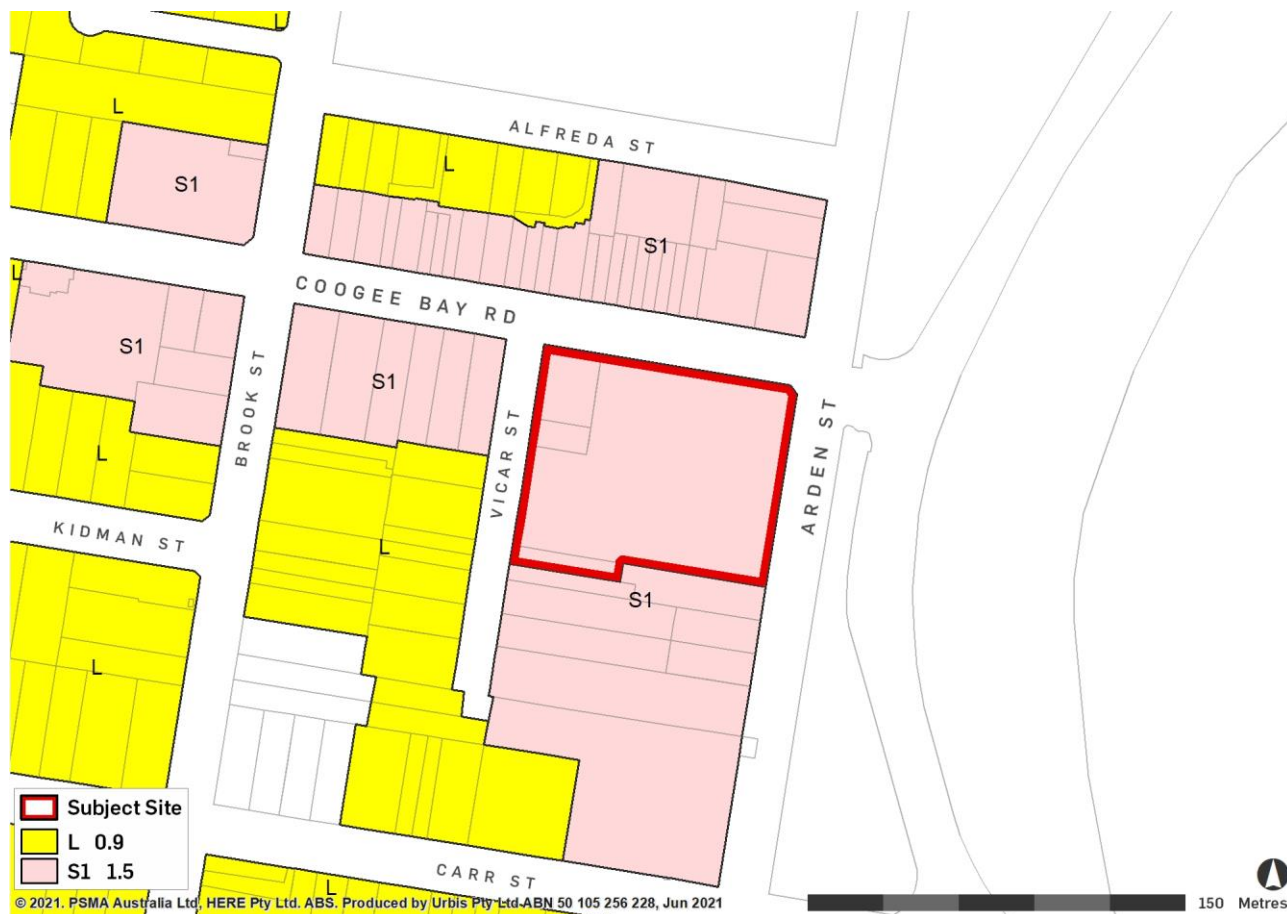 L
L
ALFREDA ST
L
S1
S1
COOGEE BAY RD
L
S1
S1
BROOK ST
VICAR ST
ARDEN ST
L
KIDMAN ST
L
S1
L
CARR ST
L
Subject Site
L 0.9
S1 1.5
© 2021. PSMA Australia Ltd, HERE Pty Ltd. ABS. Produced by Urbis Pty Ltd ABN 50 105 256 228, Jun 2021
150 Metres